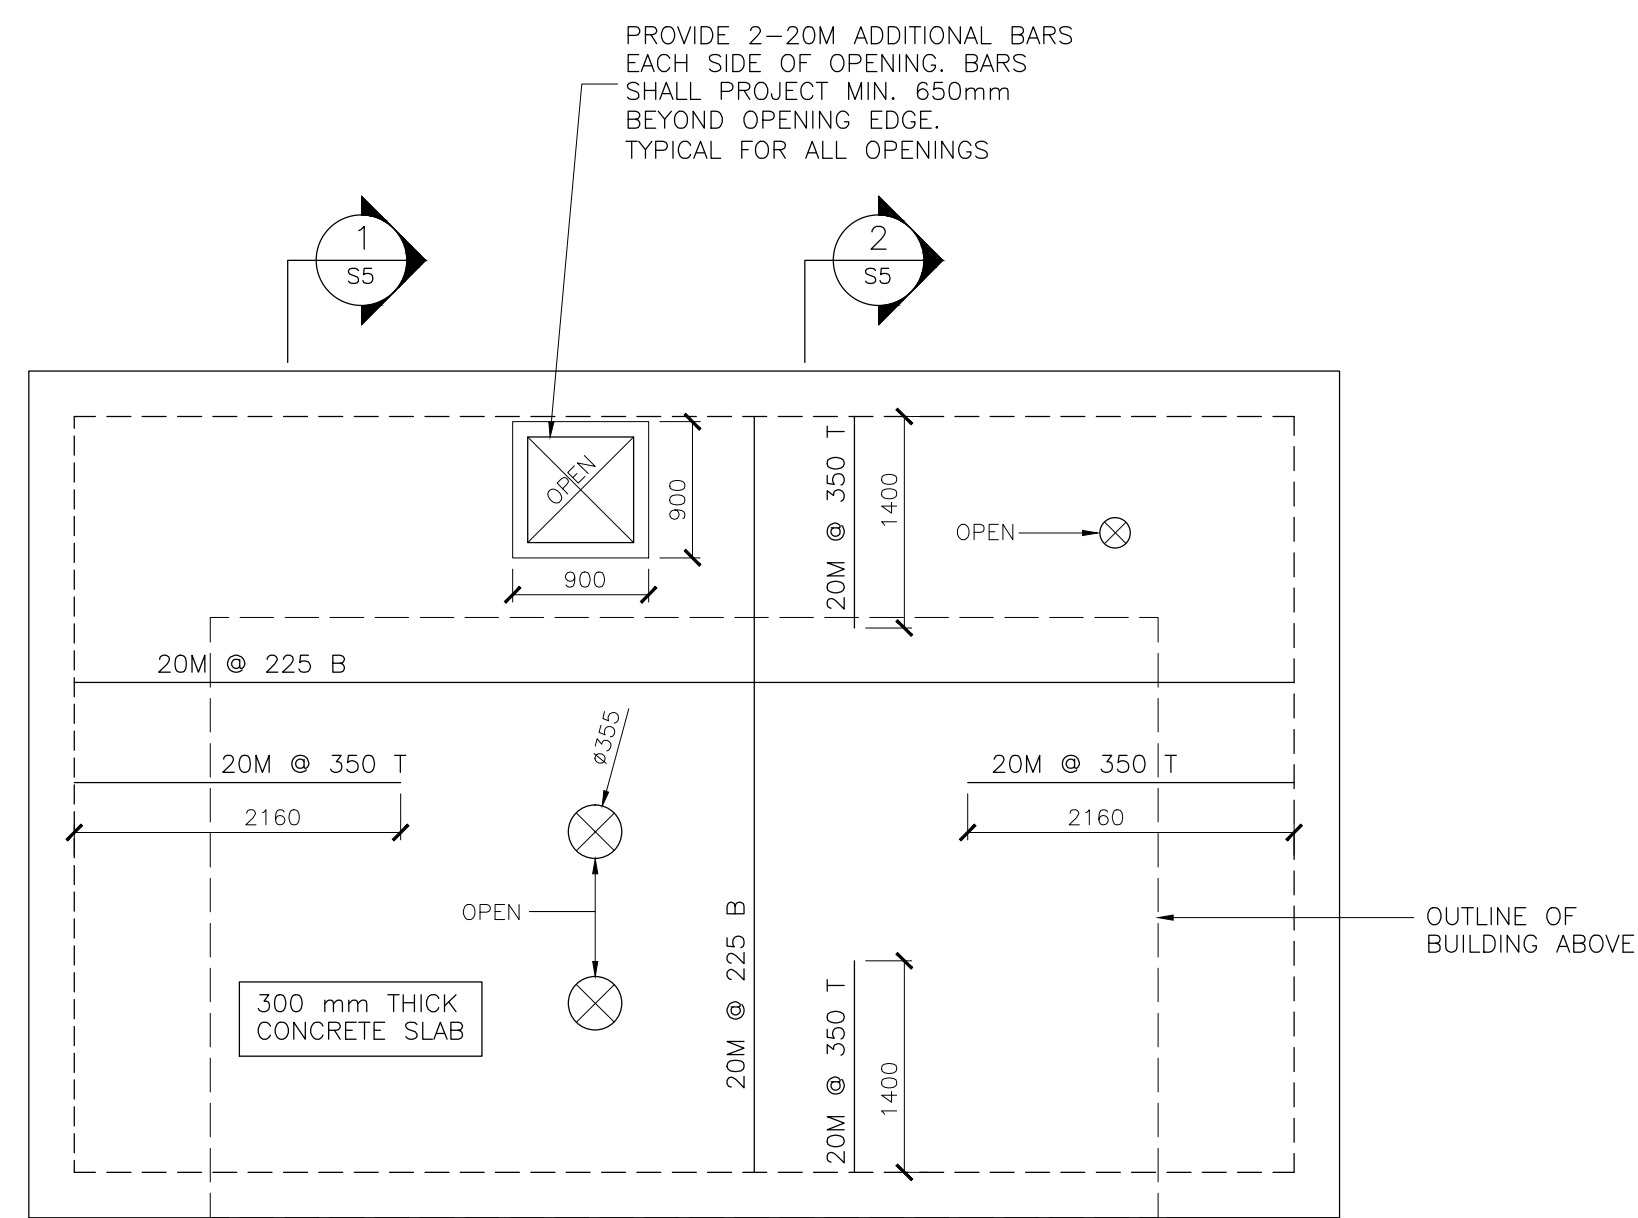 PROVIDE 2-20M ADDITIONAL BARS
EACH SIDE OF OPENING. BARS
SHALL PROJECT MIN. 650mm
BEYOND OPENING EDGE.
TYPICAL FOR ALL OPENINGS
1
S5
2
S5
OPEN
900
900
20M @ 350 T
1400
OPEN
20M @ 225 B
ø355
20M @ 350 T
2160
20M @ 350 T
2160
OPEN
20M @ 225 B
OUTLINE OF
BUILDING ABOVE
300 mm THICK
CONCRETE SLAB
20M @ 350 T
1400